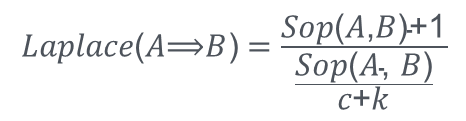 Laplace(A⟹B) = Sop(A,B)-+1
Sop(A-, B)
c+k